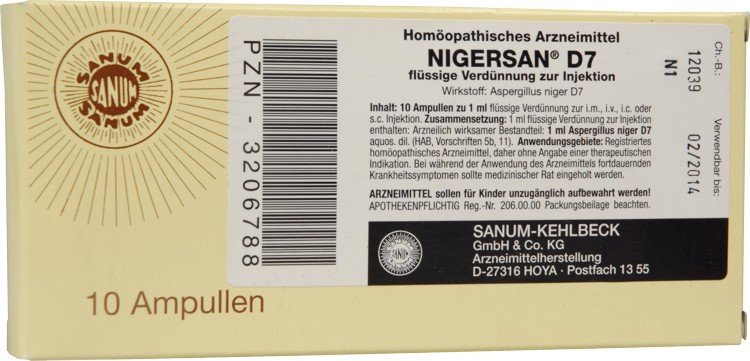 SANUM
SANUM
SANUM
10 Ampullen
PZN - 3206788
Homöopathisches Arzneimittel
NIGERSAN® D7
flüssige Verdünnung zur Injektion
Wirkstoff: Aspergillus niger D7
Inhalt: 10 Ampullen zu 1 ml flüssige Verdünnung zur i.m., i.v., i.c. oder
s.c. Injektion. Zusammensetzung: 1 ml flüssige Verdünnung zur Injektion
enthalten: Arzneilich wirksamer Bestandteil: 1 ml Aspergillus niger D7
aquos. dil. (HAB, Vorschriften 5b, 11). Anwendungsgebiete: Registriertes
homöopathisches Arzneimittel, daher ohne Angabe einer therapeutischen
Indikation. Bei während der Anwendung des Arzneimittels fortdauernden
Krankheitssymptomen sollte medizinischer Rat eingeholt werden.
ARZNEIMITTEL sollen für Kinder unzugänglich aufbewahrt werden!
APOTHEKENPFLICHTIG Reg.-Nr. 206.00.00 Packungsbeilage beachten.
SANUM-KEHLBECK
GmbH & Co. KG
Arzneimittelherstellung
D-27316 HOYA · Postfach 13 55
Ch.-B.:
12039
N1
Verwendbar bis:
02/2014